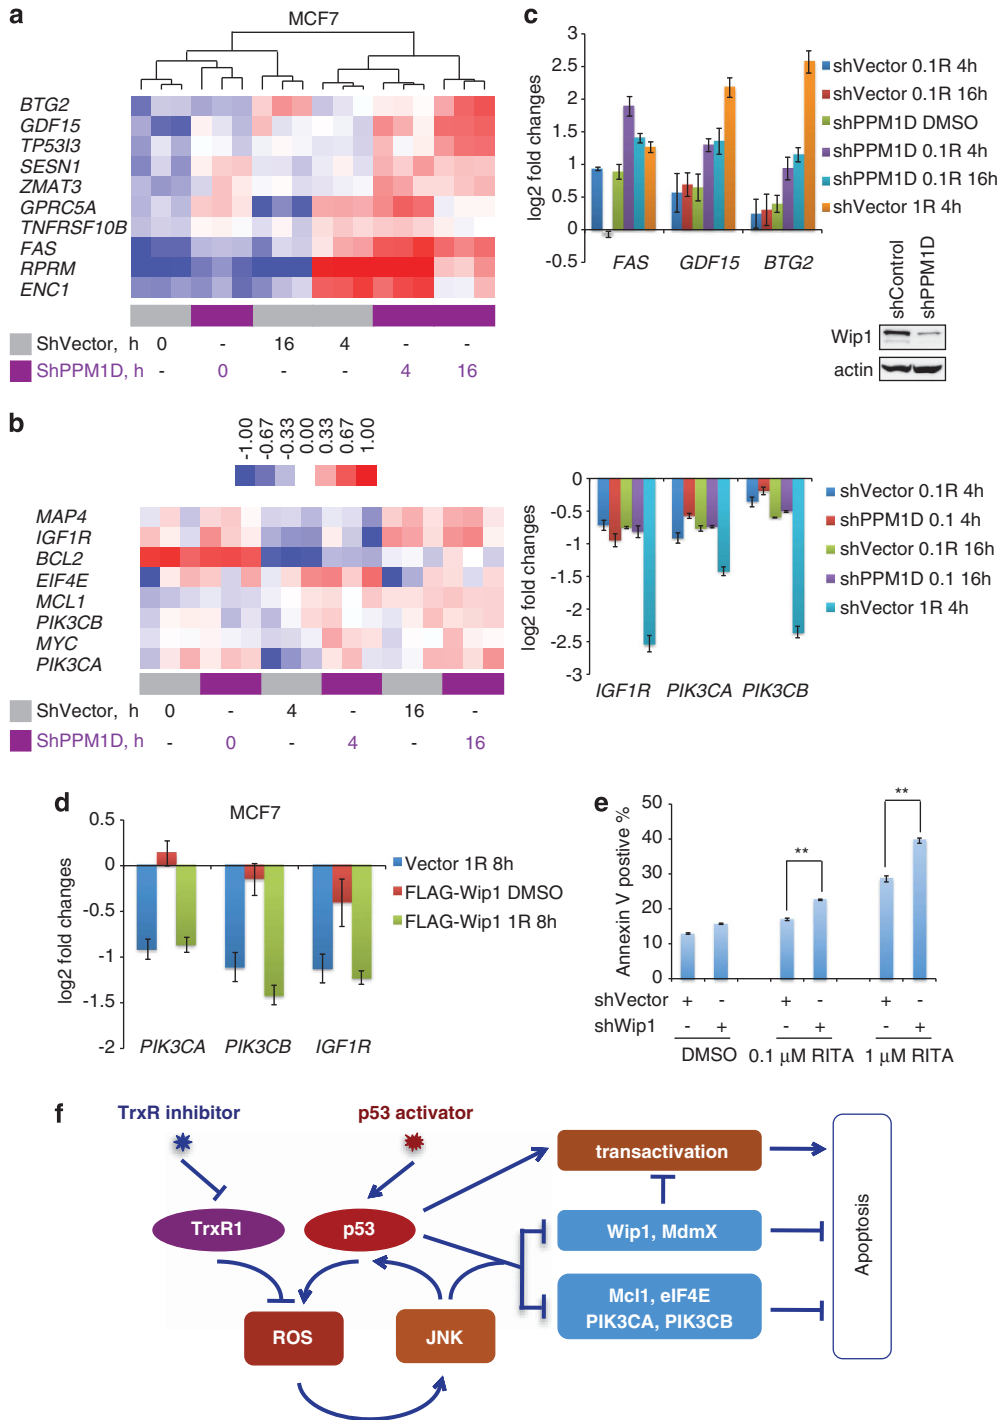 a
MCF7
BTG2
GDF15
TP53I3
SESN1
ZMAT3
GPRC5A
TNFRSF10B
FAS
RPRM
ENC1
ShVector, h 0 - 16 4 - -
ShPPM1D, h - 0 - - 4 16
c
log2 fold changes
3
2.5
2
1.5
1
0.5
0
-0.5
FAS GDF15 BTG2
shVector 0.1R 4h
shVector 0.1R 16h
shPPM1D DMSO
shPPM1D 0.1R 4h
shPPM1D 0.1R 16h
shVector 1R 4h
shControl
shPPM1D
Wip1
actin
b
-1.00
-0.67
-0.33
0.00
0.33
0.67
1.00
MAP4
IGF1R
BCL2
EIF4E
MCL1
PIK3CB
MYC
PIK3CA
ShVector, h 0 - 4 - 16 -
ShPPM1D, h - 0 - 4 - 16
log2 fold changes
0
-0.5
-1
-1.5
-2
-2.5
-3
IGF1R PIK3CA PIK3CB
shVector 0.1R 4h
shPPM1D 0.1 4h
shVector 0.1R 16h
shPPM1D 0.1 16h
shVector 1R 4h
d
MCF7
log2 fold changes
0.5
0
-0.5
-1
-1.5
-2
PIK3CA PIK3CB IGF1R
Vector 1R 8h
FLAG-Wip1 DMSO
FLAG-Wip1 1R 8h
e
Annexin V postive %
50
40
30
20
10
0
**
**
shVector + - + - + -
shWip1 - + - + - +
DMSO 0.1 µM RITA 1 µM RITA
f
TrxR inhibitor
p53 activator
TrxR1
p53
ROS
JNK
transactivation
Wip1, MdmX
Mcl1, eIF4E
PIK3CA, PIK3CB
Apoptosis